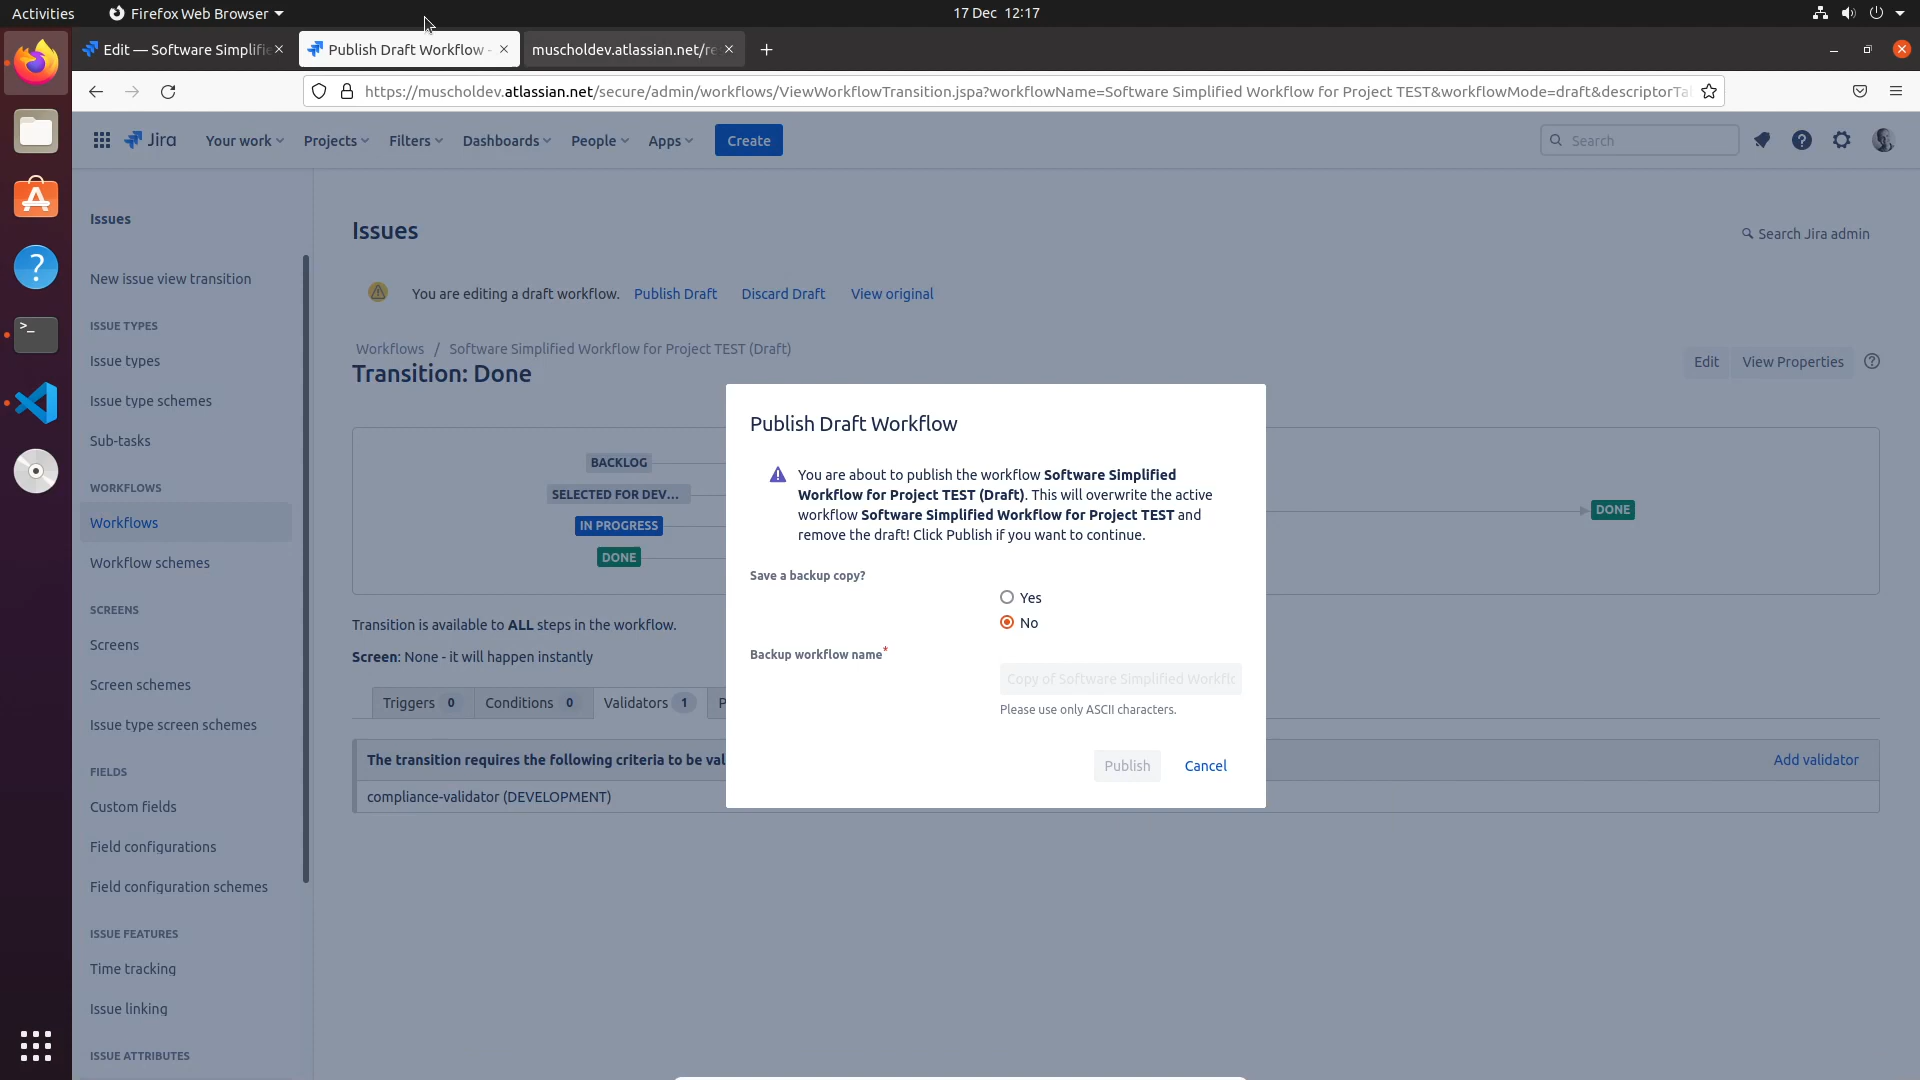 Activities
Firefox Web Browser
17 Dec 12:17
Edit — Software Simplifie
Publish Draft Workflow -
muscholdev.atlassian.net/re
https://muscholdev.atlassian.net/secure/admin/workflows/ViewWorkflowTransition.jspa?workflowName=Software Simplified Workflow for Project TEST&workflowMode=draft&descriptorTa
Jira
Your work
Projects
Filters
Dashboards
People
Apps
Create
Search
Issues
New issue view transition
ISSUE TYPES
Issue types
Issue type schemes
Sub-tasks
WORKFLOWS
Workflows
Workflow schemes
SCREENS
Screens
Screen schemes
Issue type screen schemes
FIELDS
Custom fields
Field configurations
Field configuration schemes
ISSUE FEATURES
Time tracking
Issue linking
ISSUE ATTRIBUTES
Issues
Search Jira admin
You are editing a draft workflow. Publish Draft Discard Draft View original
Workflows / Software Simplified Workflow for Project TEST (Draft)
Transition: Done
Edit
View Properties
BACKLOG
SELECTED FOR DEV...
IN PROGRESS
DONE
DONE
Transition is available to ALL steps in the workflow.
Screen: None - it will happen instantly
Triggers 0
Conditions 0
Validators 1
P
The transition requires the following criteria to be val
Add validator
compliance-validator (DEVELOPMENT)
Publish Draft Workflow
You are about to publish the workflow Software Simplified
Workflow for Project TEST (Draft). This will overwrite the active
workflow Software Simplified Workflow for Project TEST and
remove the draft! Click Publish if you want to continue.
Save a backup copy?
Yes
No
Backup workflow name*
Copy of Software Simplified Workflo
Please use only ASCII characters.
Publish
Cancel